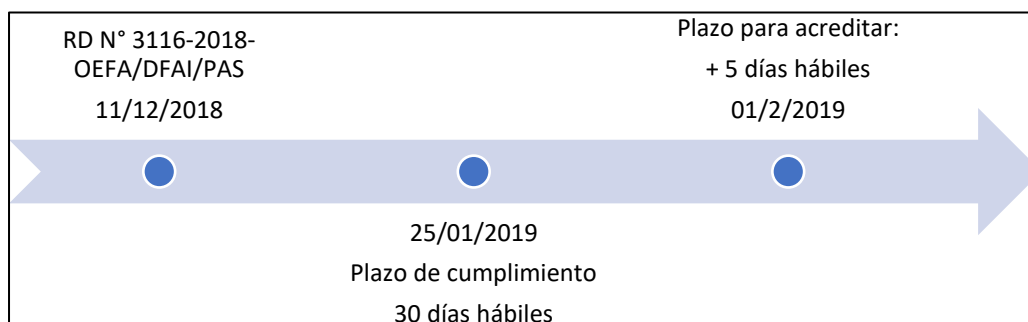 RD N° 3116-2018-
OEFA/DFAI/PAS
11/12/2018
25/01/2019
Plazo de cumplimiento
30 días hábiles
Plazo para acreditar:
+ 5 días hábiles
01/2/2019